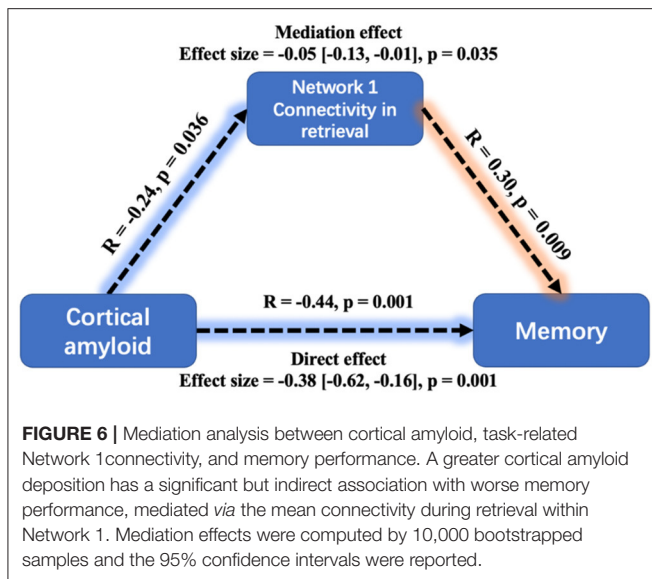 Mediation effect
Effect size = -0.05 [-0.13, -0.01], p = 0.035
Network 1
Connectivity in
retrieval
R = -0.24, p = 0.036
R = 0.30, p = 0.009
R = -0.44, p = 0.001
Cortical
amyloid
Memory
Direct effect
Effect size = -0.38 [-0.62, -0.16], p = 0.001
FIGURE 6 | Mediation analysis between cortical amyloid, task-related
Network 1connectivity, and memory performance. A greater cortical amyloid
deposition has a significant but indirect association with worse memory
performance, mediated via the mean connectivity during retrieval within
Network 1. Mediation effects were computed by 10,000 bootstrapped
samples and the 95% confidence intervals were reported.